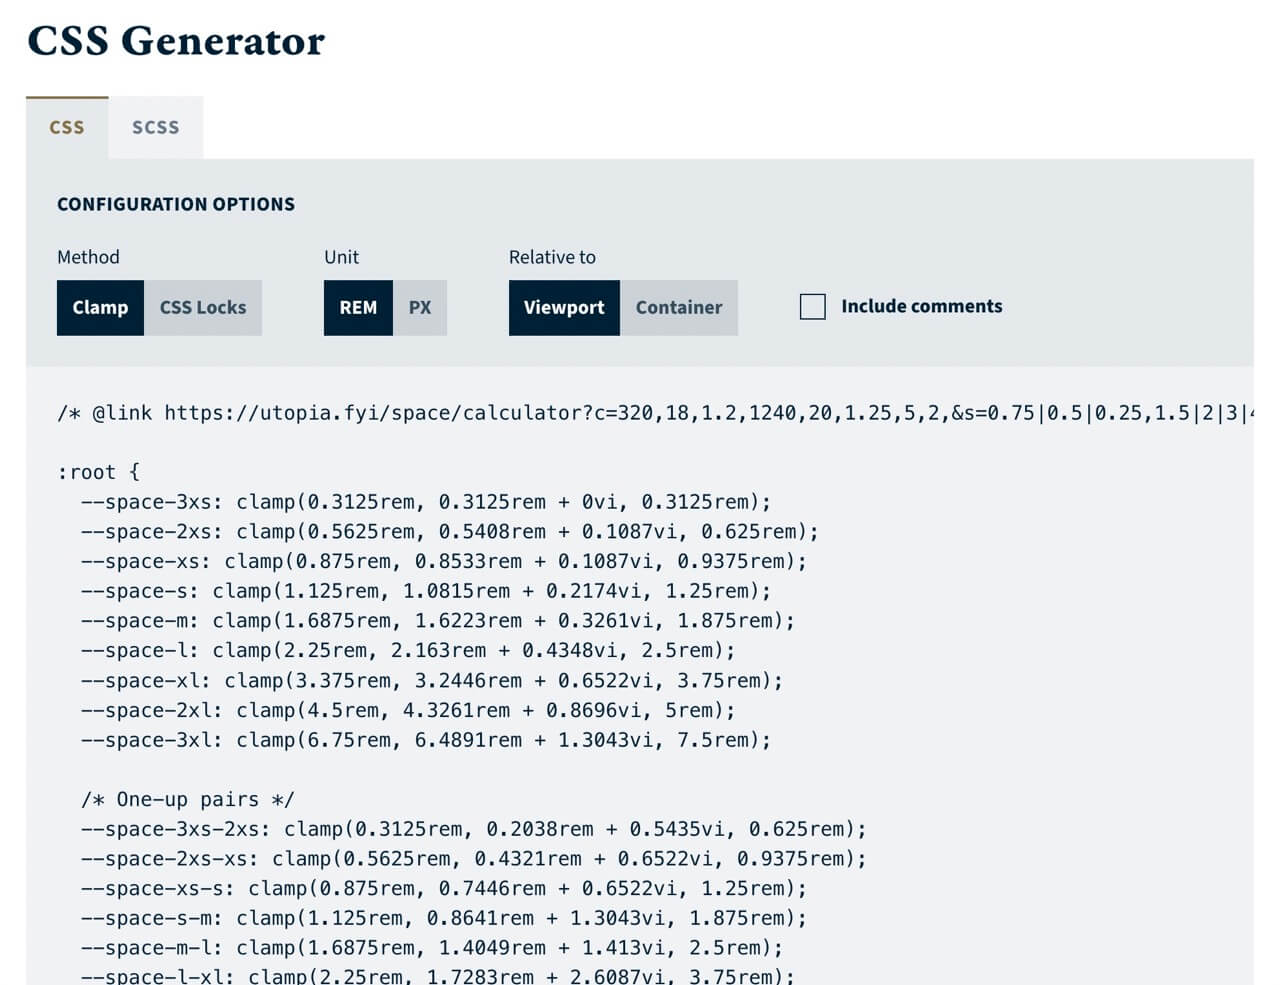 CSS Generator
CSS SCSS
CONFIGURATION OPTIONS
Method Unit Relative to
Clamp CSS Locks REM PX Viewport Container Include comments
/* @link https://utopia.fyi/space/calculator?c=320,18,1.2,1240,20,1.25,5,2,&s=0.75|0.5|0.25,1.5|2|3|4
:root {
--space-3xs: clamp(0.3125rem, 0.3125rem + 0vi, 0.3125rem);
--space-2xs: clamp(0.5625rem, 0.5408rem + 0.1087vi, 0.625rem);
--space-xs: clamp(0.875rem, 0.8533rem + 0.1087vi, 0.9375rem);
--space-s: clamp(1.125rem, 1.0815rem + 0.2174vi, 1.25rem);
--space-m: clamp(1.6875rem, 1.6223rem + 0.3261vi, 1.875rem);
--space-l: clamp(2.25rem, 2.163rem + 0.4348vi, 2.5rem);
--space-xl: clamp(3.375rem, 3.2446rem + 0.6522vi, 3.75rem);
--space-2xl: clamp(4.5rem, 4.3261rem + 0.8696vi, 5rem);
--space-3xl: clamp(6.75rem, 6.4891rem + 1.3043vi, 7.5rem);
/* One-up pairs */
--space-3xs-2xs: clamp(0.3125rem, 0.2038rem + 0.5435vi, 0.625rem);
--space-2xs-xs: clamp(0.5625rem, 0.4321rem + 0.6522vi, 0.9375rem);
--space-xs-s: clamp(0.875rem, 0.7446rem + 0.6522vi, 1.25rem);
--space-s-m: clamp(1.125rem, 0.8641rem + 1.3043vi, 1.875rem);
--space-m-l: clamp(1.6875rem, 1.4049rem + 1.413vi, 2.5rem);
--space-l-xl: clamp(2.25rem, 1.7283rem + 2.6087vi, 3.75rem);